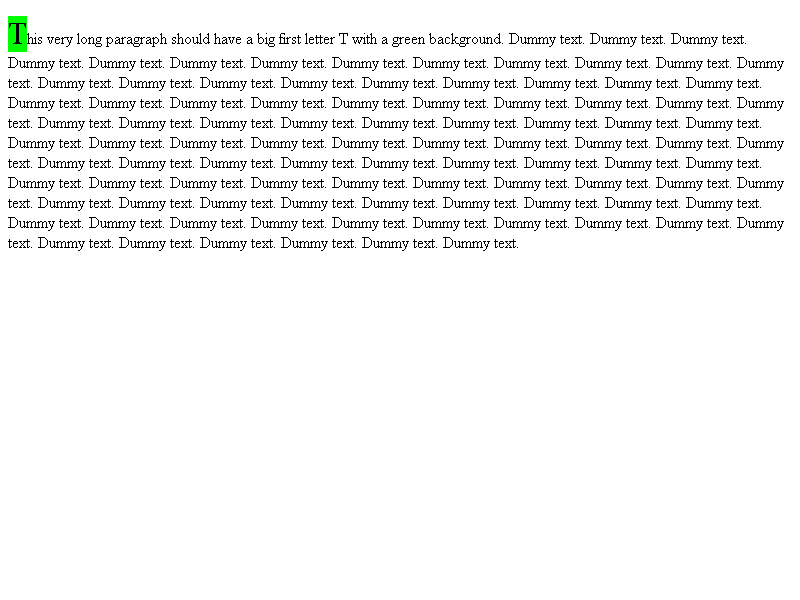 This very long paragraph should have a big first letter T with a green background. Dummy text. Dummy text. Dummy text.
Dummy text. Dummy text. Dummy text. Dummy text. Dummy text. Dummy text. Dummy text. Dummy text. Dummy text. Dummy
text. Dummy text. Dummy text. Dummy text. Dummy text. Dummy text. Dummy text. Dummy text. Dummy text. Dummy text.
Dummy text. Dummy text. Dummy text. Dummy text. Dummy text. Dummy text. Dummy text. Dummy text. Dummy text. Dummy
text. Dummy text. Dummy text. Dummy text. Dummy text. Dummy text. Dummy text. Dummy text. Dummy text. Dummy text.
Dummy text. Dummy text. Dummy text. Dummy text. Dummy text. Dummy text. Dummy text. Dummy text. Dummy text. Dummy
text. Dummy text. Dummy text. Dummy text. Dummy text. Dummy text. Dummy text. Dummy text. Dummy text. Dummy text.
Dummy text. Dummy text. Dummy text. Dummy text. Dummy text. Dummy text. Dummy text. Dummy text. Dummy text. Dummy
text. Dummy text. Dummy text. Dummy text. Dummy text. Dummy text. Dummy text. Dummy text. Dummy text. Dummy text.
Dummy text. Dummy text. Dummy text. Dummy text. Dummy text. Dummy text. Dummy text. Dummy text. Dummy text. Dummy
text. Dummy text. Dummy text. Dummy text. Dummy text. Dummy text. Dummy text.